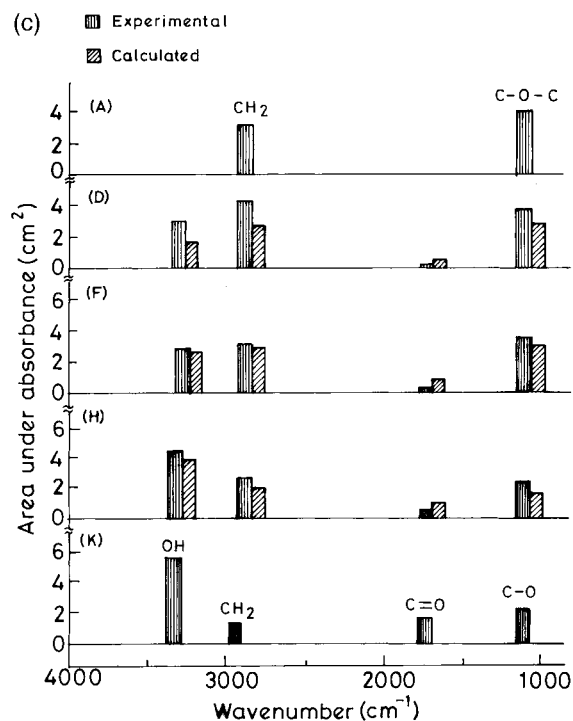 (c)
Experimental
Calculated
(A)
CH2
C-O-C
4
2
0
(D)
4
2
0
(F)
6
4
2
0
(H)
6
4
2
0
(K)
OH
CH2
C=O
C-O
6
4
2
0
4000 3000 2000 1000
Area under absorbance (cm²)
Wavenumber (cm⁻¹)